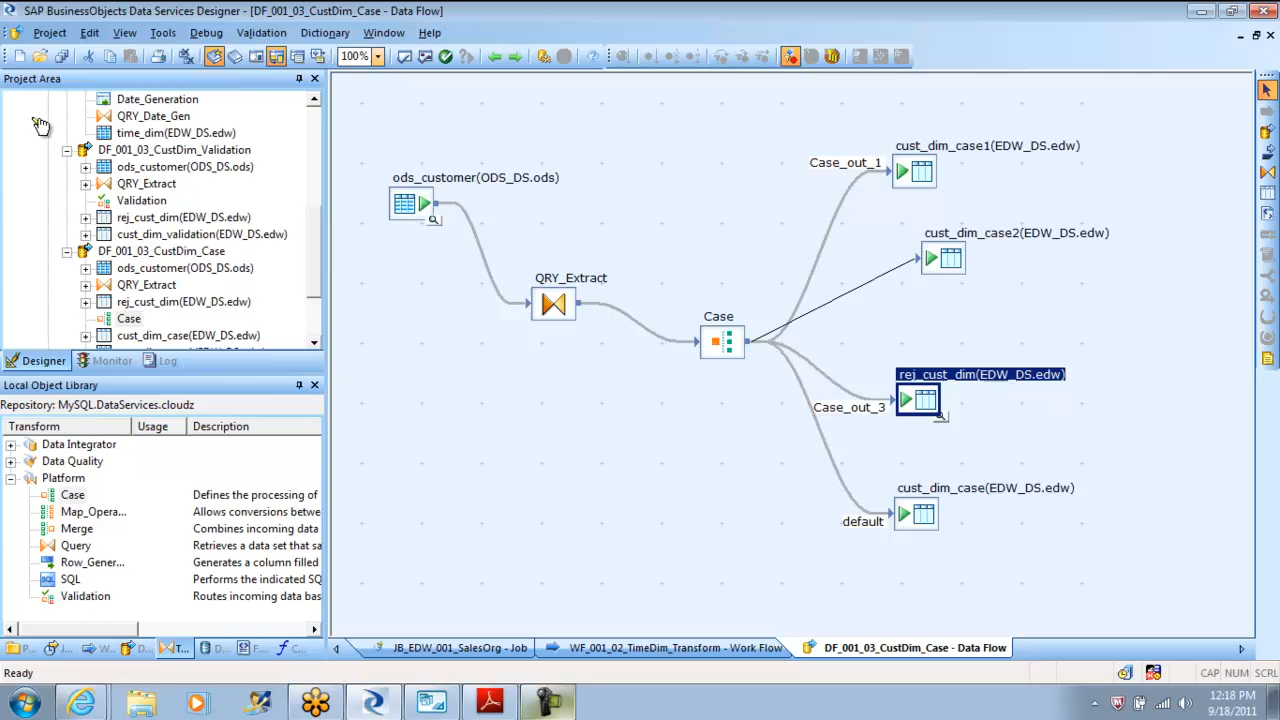 SAP BusinessObjects Data Services Designer - [DF_001_03_CustDim_Case - Data Flow]
Project Edit View Tools Debug Validation Dictionary Window Help
100%
Project Area
Date_Generation
QRY_Date_Gen
time_dim(EDW_DS.edw)
DF_001_03_CustDim_Validation
ods_customer(ODS_DS.ods)
QRY_Extract
Validation
rej_cust_dim(EDW_DS.edw)
cust_dim_validation(EDW_DS.edw)
DF_001_03_CustDim_Case
ods_customer(ODS_DS.ods)
QRY_Extract
rej_cust_dim(EDW_DS.edw)
Case
cust_dim_case(EDW_DS.edw)
Designer Monitor Log
Local Object Library
Repository: MySQL.DataServices.cloudz
Transform Usage Description
Data Integrator
Data Quality
Platform
Case Defines the processing of
Map_Opera... Allows conversions betwe
Merge Combines incoming data
Query Retrieves a data set that sa
Row_Gener... Generates a column filled
SQL Performs the indicated SQ
Validation Routes incoming data bas
P... J... W... D... T... D... F... C...
ods_customer(ODS_DS.ods)
QRY_Extract
Case
Case_out_1
cust_dim_case1(EDW_DS.edw)
cust_dim_case2(EDW_DS.edw)
rej_cust_dim(EDW_DS.edw)
Case_out_3
cust_dim_case(EDW_DS.edw)
default
JB_EDW_001_SalesOrg - Job WF_001_02_TimeDim_Transform - Work Flow DF_001_03_CustDim_Case - Data Flow
Ready CAP NUM SCRL
12:18 PM
9/18/2011